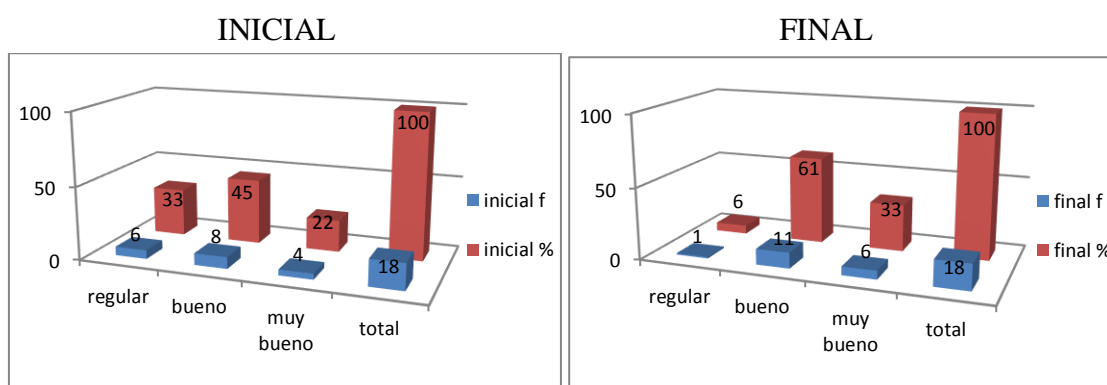 INICIAL
100
50
0
33
45
22
100
6
8
4
18
regular
bueno
muy
bueno
total
inicial f
inicial %
FINAL
100
50
0
6
61
33
100
1
11
6
18
regular
bueno
muy
bueno
total
final f
final %